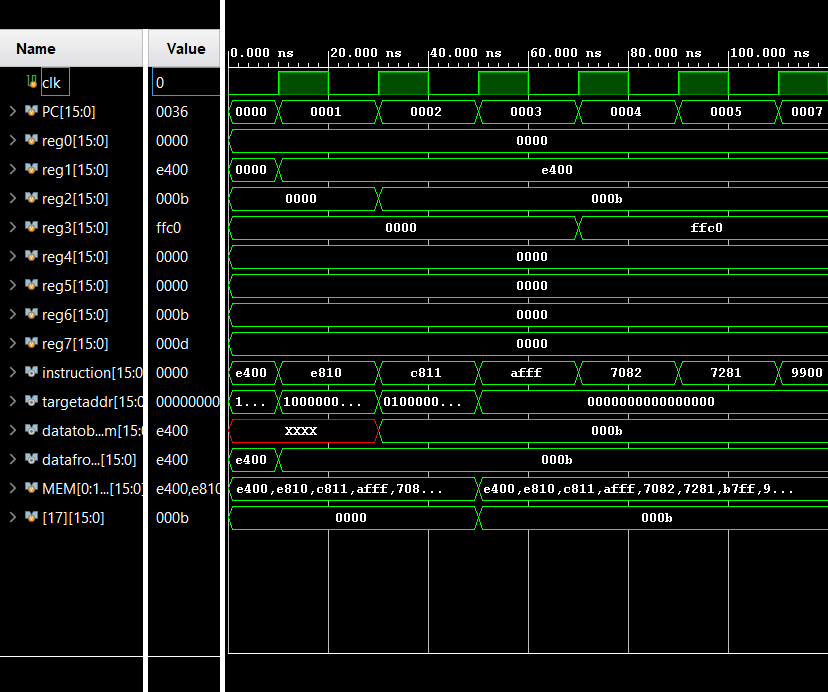 Name Value 0.000 ns 20.000 ns 40.000 ns 60.000 ns 80.000 ns 100.000 ns
clk 0
PC[15:0] 0036 0000 0001 0002 0003 0004 0005 0007
reg0[15:0] 0000 0000
reg1[15:0] e400 0000 e400
reg2[15:0] 000b 0000 000b
reg3[15:0] ffc0 0000 ffc0
reg4[15:0] 0000 0000
reg5[15:0] 0000 0000
reg6[15:0] 000b 0000
reg7[15:0] 000d 0000
instruction[15:0 0000 e400 e810 c811 afff 7082 7281 9900
targetaddr[15:0 00000000 1... 1000000... 0100000... 0000000000000000
datatob...m[15: e400 XXXX 000b
datafro...[15:0] e400 e400 000b
MEM[0:1...[15:0] e400,e810 e400,e810,c811,afff,708... e400,e810,c811,afff,7082,7281,b7ff,9...
[17][15:0] 000b 0000 000b